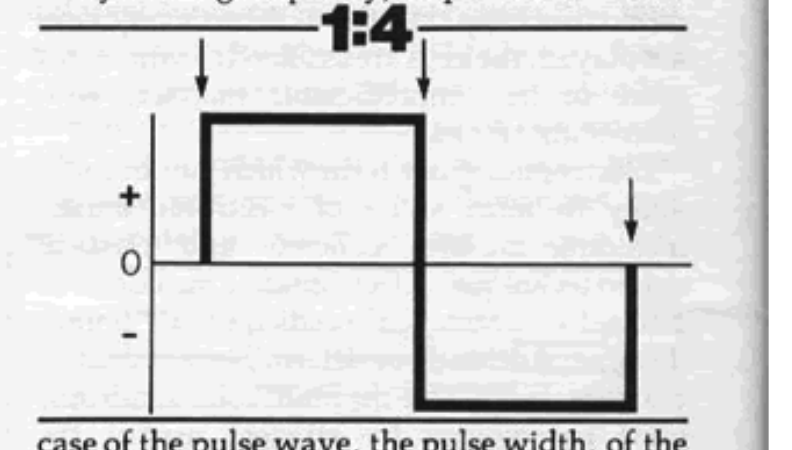 1:4
+
0
-
case of the pulse wave, the pulse width, of the